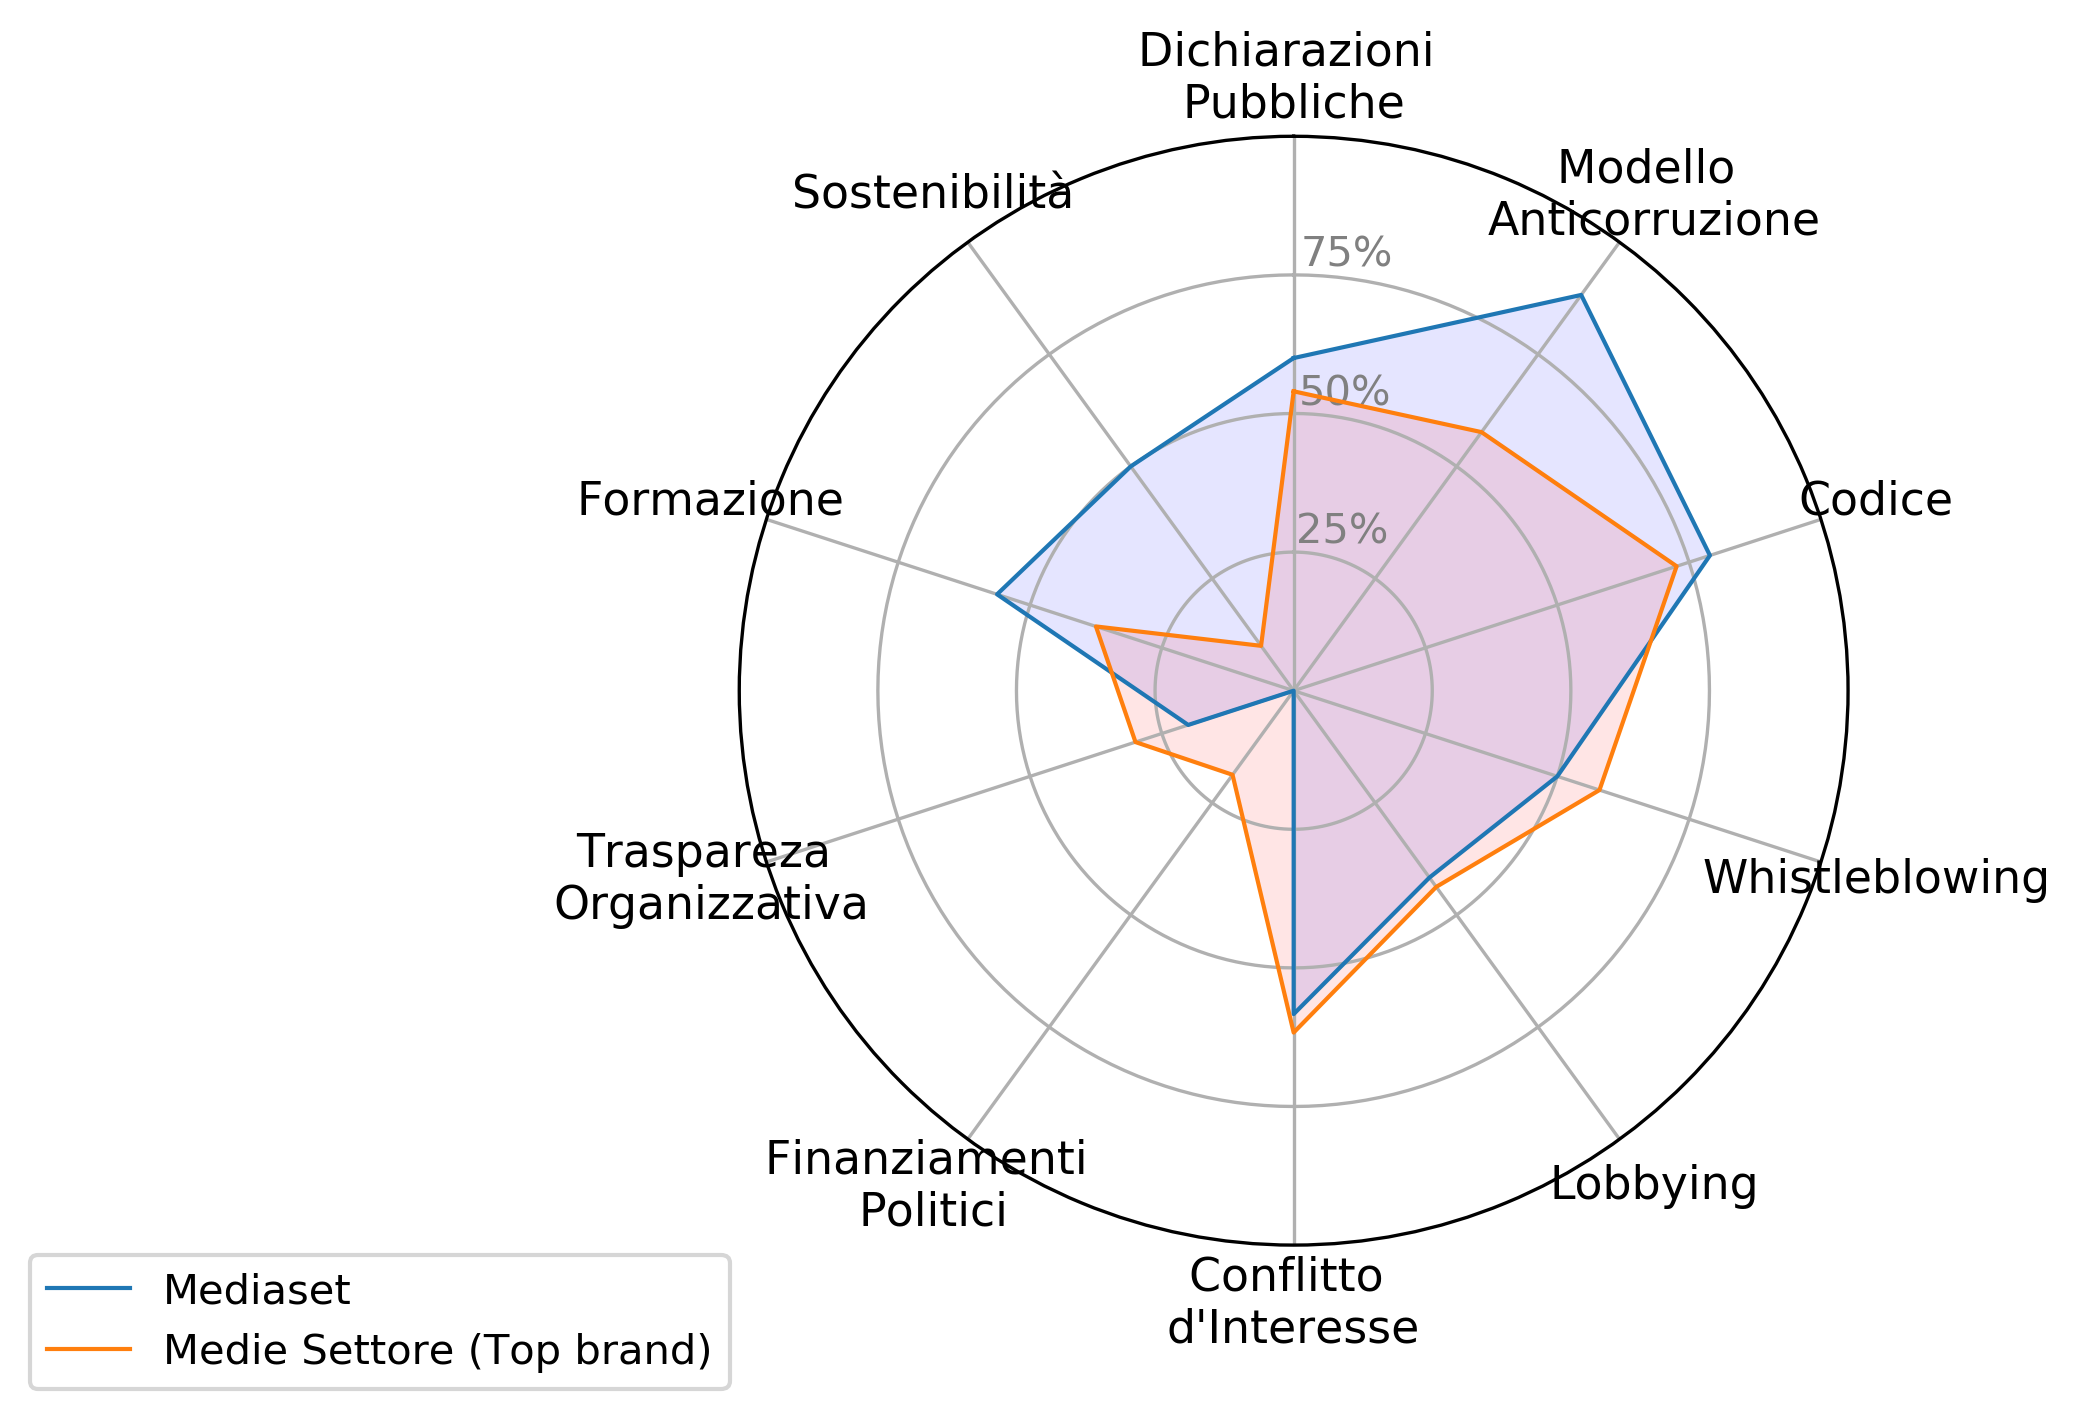 Dichiarazioni
Pubbliche
Modello
Anticorruzione
Sostenibilità
75%
50%
Formazione
Codice
25%
Traspareza
Organizzativa
Whistleblowing
Finanziamenti
Politici
Lobbying
Conflitto
d'Interesse
Mediaset
Medie Settore (Top brand)